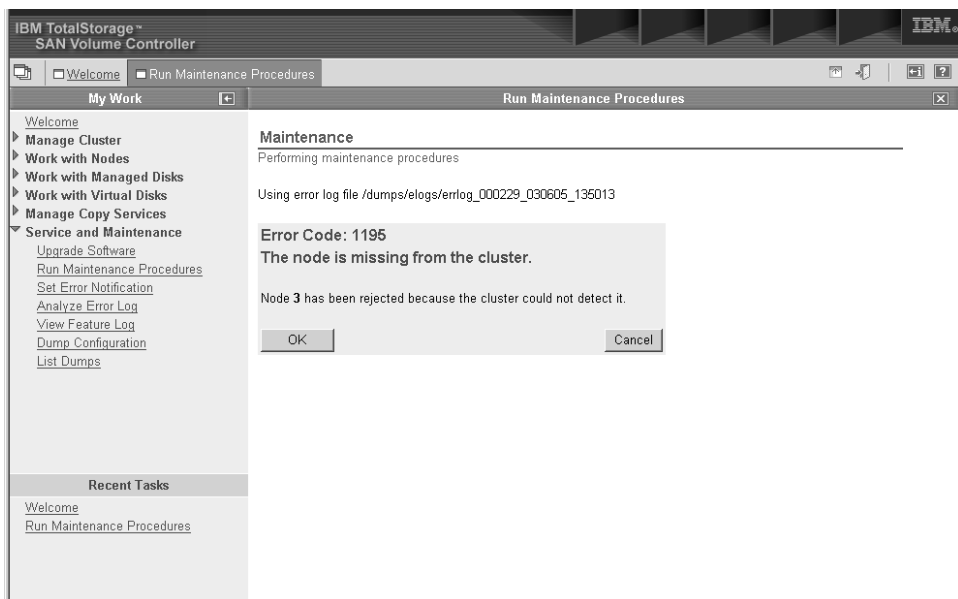 IBM TotalStorage™
SAN Volume Controller
IBM®
Welcome
Run Maintenance Procedures
My Work
Run Maintenance Procedures
Welcome
Manage Cluster
Work with Nodes
Work with Managed Disks
Work with Virtual Disks
Manage Copy Services
Service and Maintenance
Upgrade Software
Run Maintenance Procedures
Set Error Notification
Analyze Error Log
View Feature Log
Dump Configuration
List Dumps
Recent Tasks
Welcome
Run Maintenance Procedures
Maintenance
Performing maintenance procedures
Using error log file /dumps/elogs/errlog_000229_030605_135013
Error Code: 1195
The node is missing from the cluster.
Node 3 has been rejected because the cluster could not detect it.
OK
Cancel